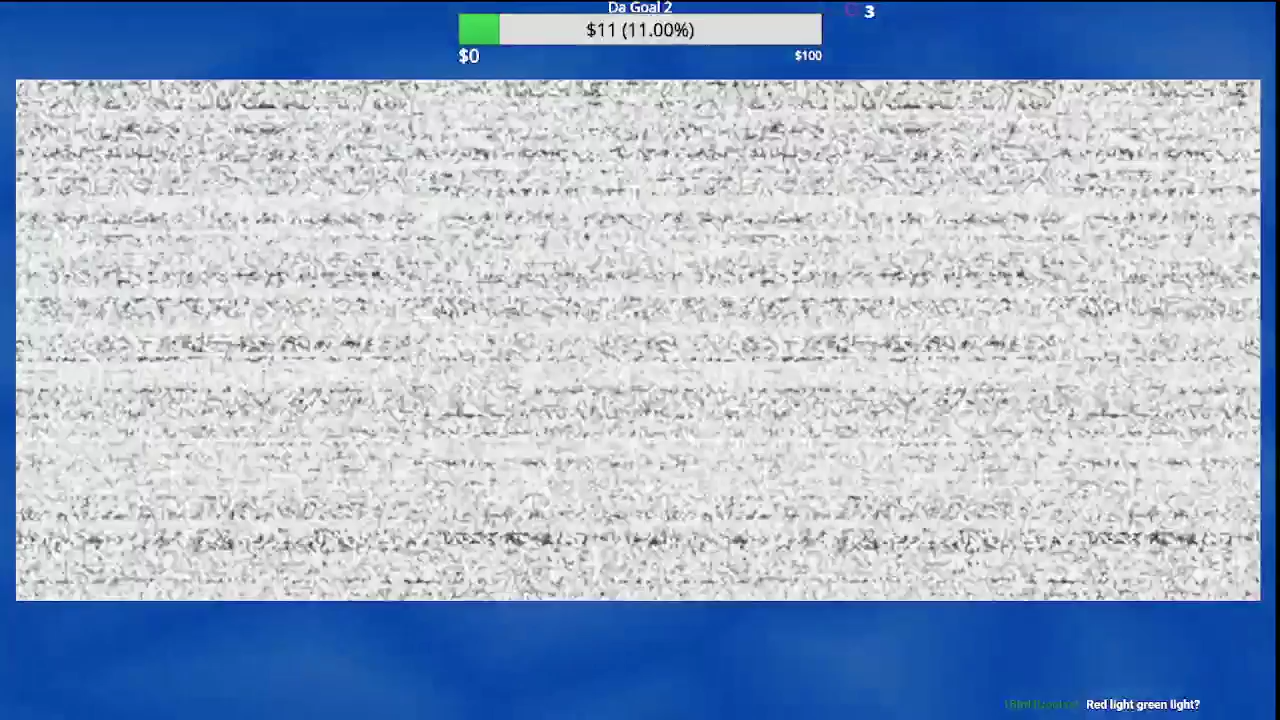 Da Goal 2
3
$11 (11.00%)
$0
$100
Red light green light?